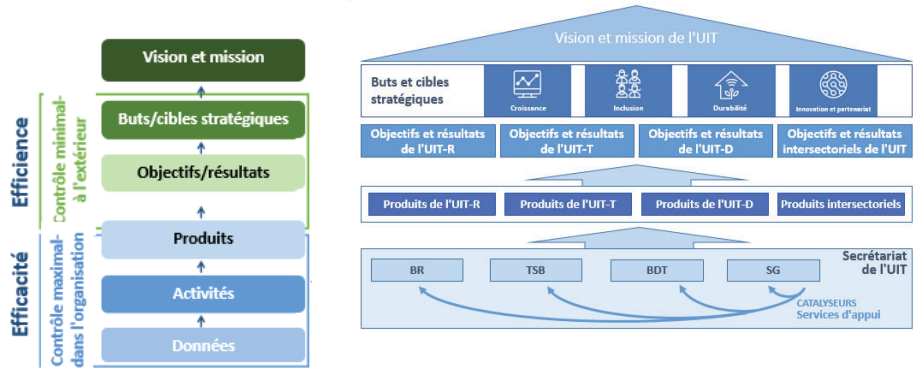 Vision et mission
Buts/cibles stratégiques
Objectifs/résultats
Produits
Activités
Données
Efficience
Contrôle minimal-
à l'extérieur
Efficacité
Contrôle maximal-
dans l'organisation
Vision et mission de l'UIT
Buts et cibles
stratégiques
Croissance
Inclusion
Durabilité
Innovation et partenariat
Objectifs et résultats
de l'UIT-R
Objectifs et résultats
de l'UIT-T
Objectifs et résultats
de l'UIT-D
Objectifs et résultats
intersectoriels de l'UIT
Produits de l'UIT-R
Produits de l'UIT-T
Produits de l'UIT-D
Produits intersectoriels
Secrétariat
de l'UIT
BR
TSB
BDT
SG
CATALYSEURS
Services d'appui